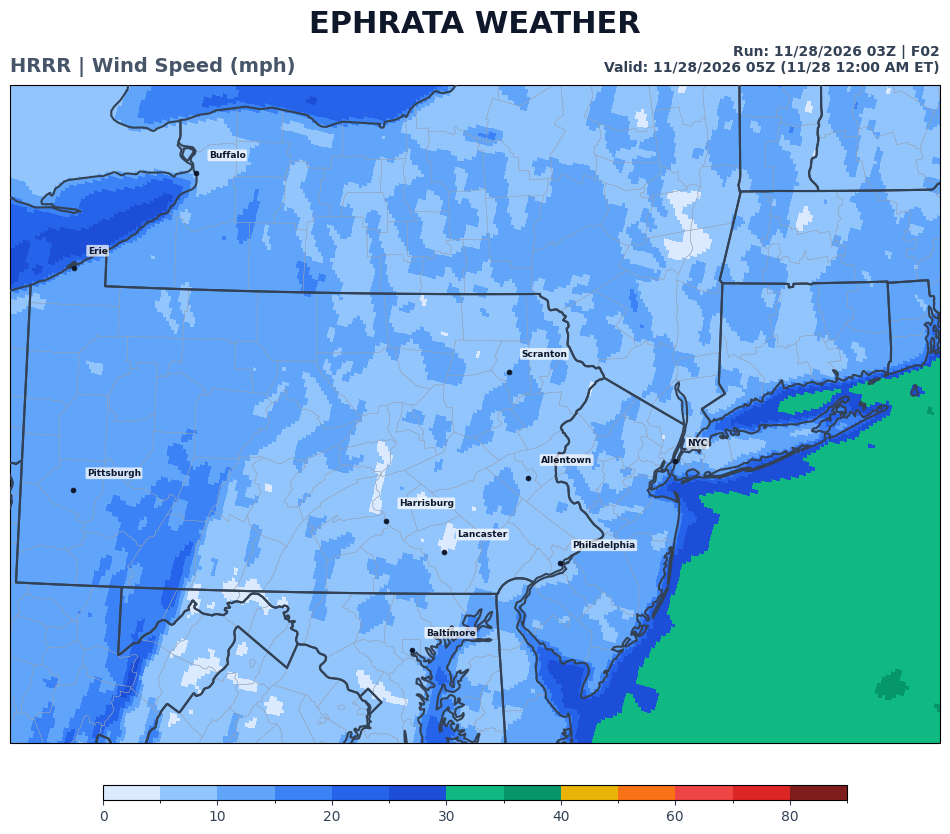 EPHRATA WEATHER
HRRR | Wind Speed (mph)
Run: 11/28/2026 03Z | F02
Valid: 11/28/2026 05Z (11/28 12:00 AM ET)
Buffalo
Erie
Scranton
NYC
Allentown
Pittsburgh
Harrisburg
Lancaster
Philadelphia
Baltimore
0 10 20 30 40 60 80